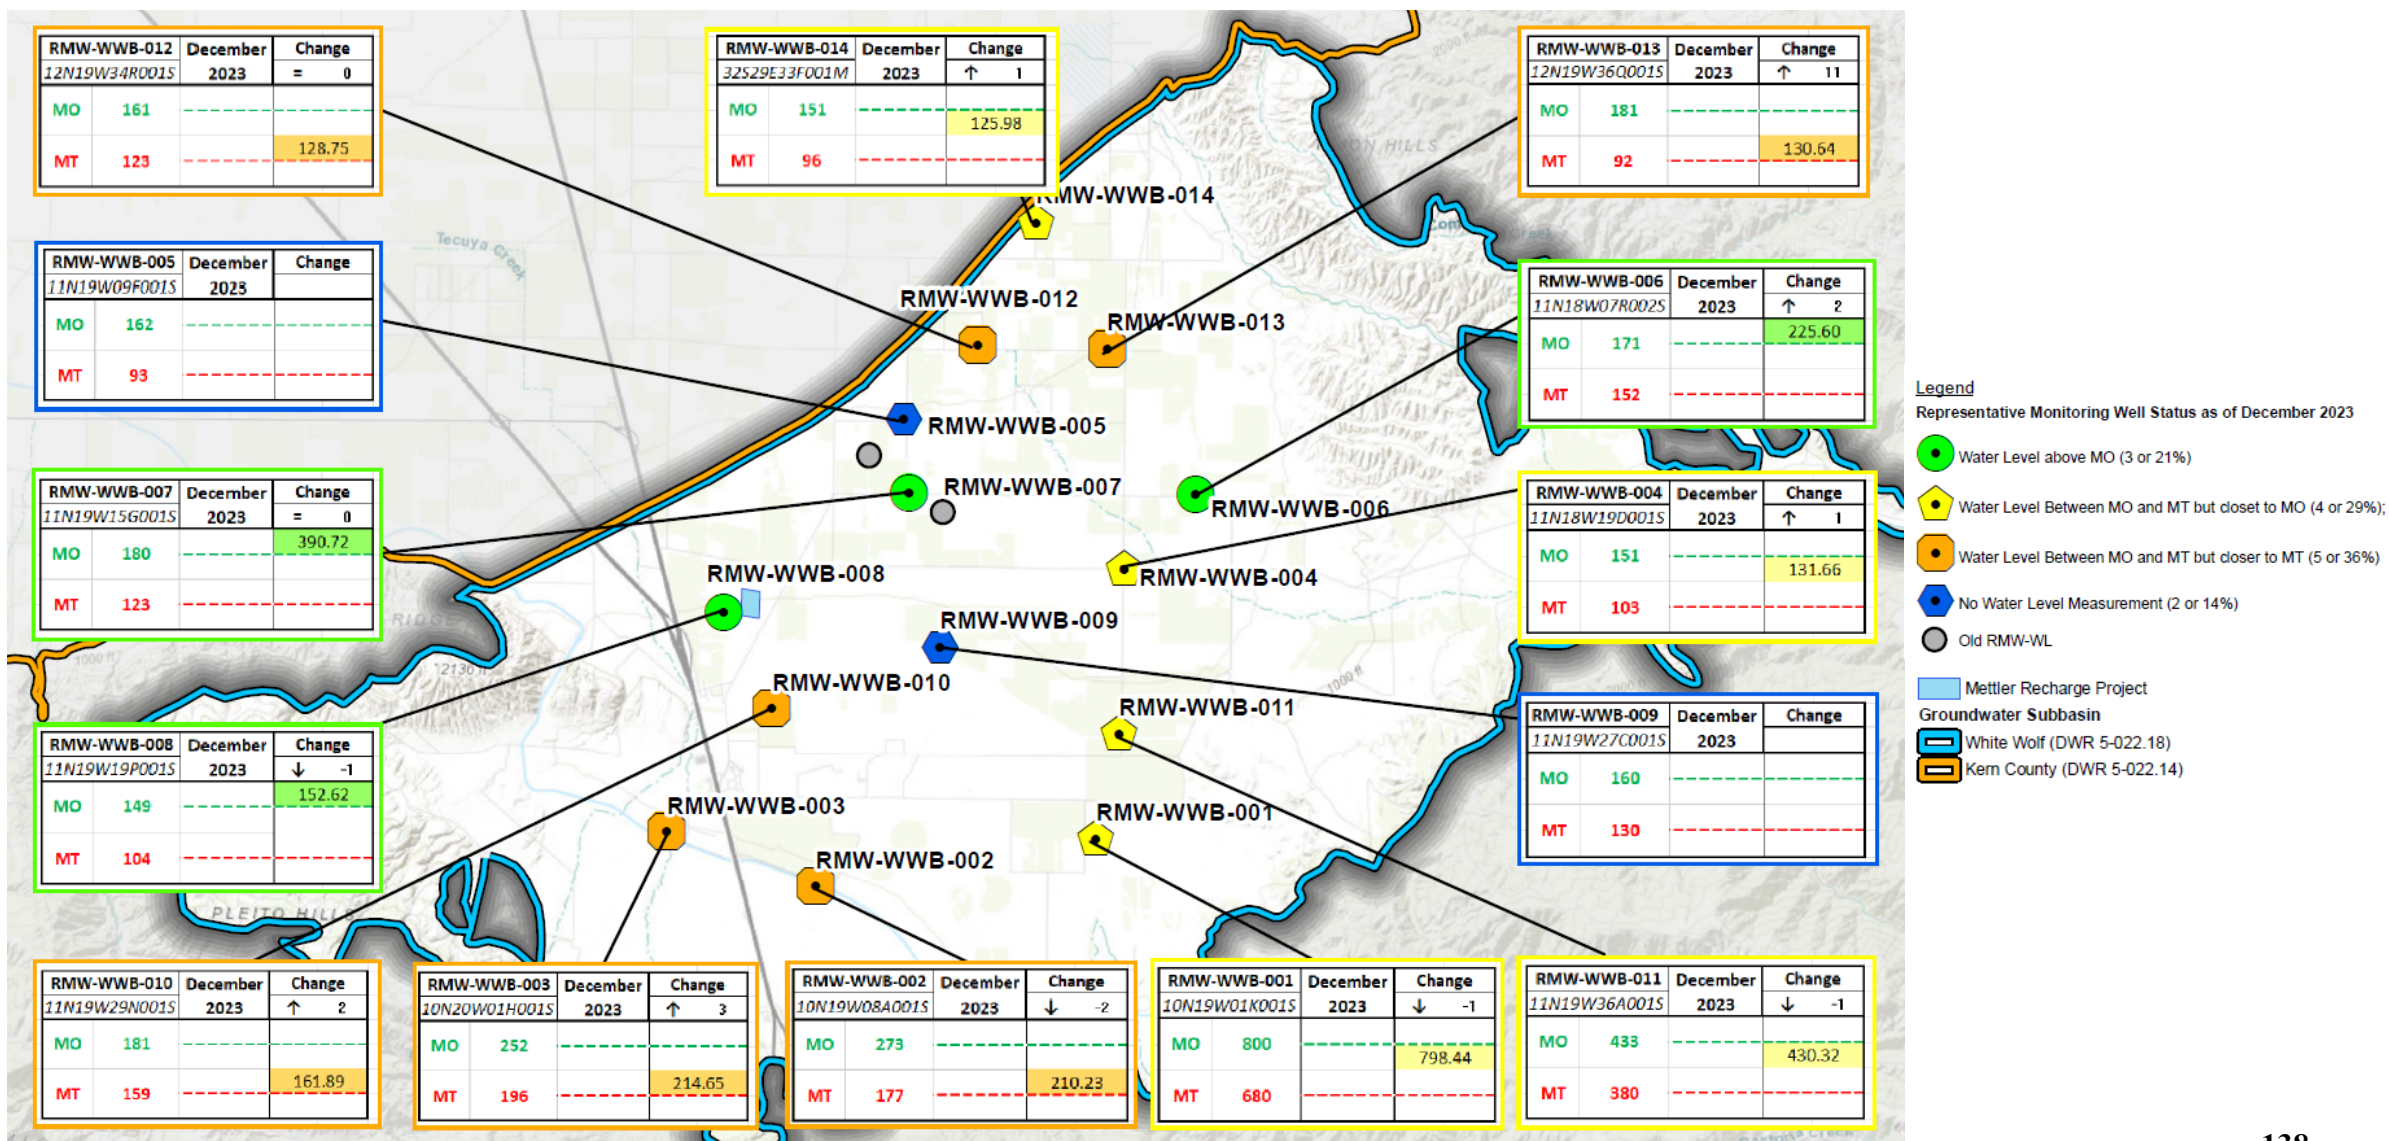 RMW-WWB-012 December Change
12N19W34R001S 2023 = 0
MO 161
128.75
MT 123
RMW-WWB-014 December Change
32S29E33F001M 2023 ↑ 1
MO 151
125.98
MT 96
RMW-WWB-013 December Change
12N19W36Q001S 2023 ↑ 11
MO 181
130.64
MT 92
RMW-WWB-005 December Change
11N19W09F001S 2023
MO 162
MT 93
RMW-WWB-006 December Change
11N18W07R002S 2023 ↑ 2
225.60
MO 171
MT 152
RMW-WWB-007 December Change
11N19W15G001S 2023 = 0
390.72
MO 180
MT 123
RMW-WWB-004 December Change
11N18W19D001S 2023 ↑ 1
MO 151
131.66
MT 103
RMW-WWB-008 December Change
11N19W19P001S 2023 ↓ -1
152.62
MO 149
MT 104
RMW-WWB-009 December Change
11N19W27C001S 2023
MO 160
MT 130
RMW-WWB-010 December Change
11N19W29N001S 2023 ↑ 2
MO 181
161.89
MT 159
RMW-WWB-003 December Change
10N20W01H001S 2023 ↑ 3
MO 252
214.65
MT 196
RMW-WWB-002 December Change
10N19W08A001S 2023 ↓ -2
MO 273
210.23
MT 177
RMW-WWB-001 December Change
10N19W01K001S 2023 ↓ -1
MO 800
798.44
MT 680
RMW-WWB-011 December Change
11N19W36A001S 2023 ↓ -1
MO 433
430.32
MT 380
RMW-WWB-014
RMW-WWB-012
RMW-WWB-013
RMW-WWB-005
RMW-WWB-007
RMW-WWB-006
RMW-WWB-008
RMW-WWB-004
RMW-WWB-009
RMW-WWB-010
RMW-WWB-011
RMW-WWB-003
RMW-WWB-001
RMW-WWB-002
Tecuya Creek
HILLS
2000 ft
Creek
RIDGE
1000 ft
2136 ft
1000 ft
2000 ft
PLEITO HILLS
Legend
Representative Monitoring Well Status as of December 2023
Water Level above MO (3 or 21%)
Water Level Between MO and MT but closet to MO (4 or 29%);
Water Level Between MO and MT but closer to MT (5 or 36%)
No Water Level Measurement (2 or 14%)
Old RMW-WL
Mettler Recharge Project
Groundwater Subbasin
White Wolf (DWR 5-022.18)
Kern County (DWR 5-022.14)